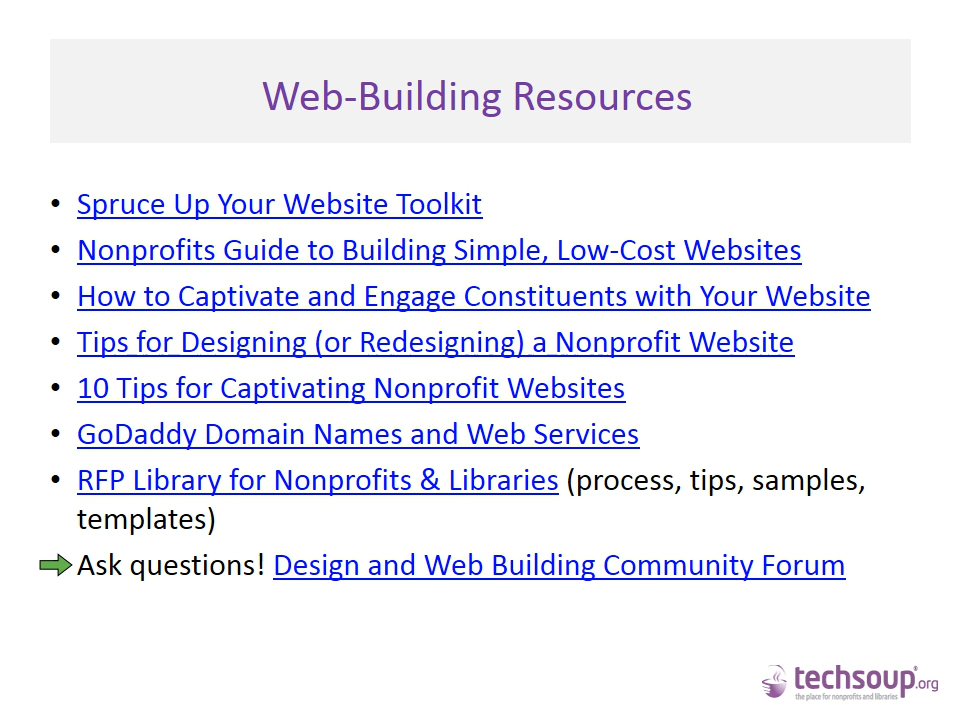 Web-Building Resources
• Spruce Up Your Website Toolkit
• Nonprofits Guide to Building Simple, Low-Cost Websites
• How to Captivate and Engage Constituents with Your Website
• Tips for Designing (or Redesigning) a Nonprofit Website
• 10 Tips for Captivating Nonprofit Websites
• GoDaddy Domain Names and Web Services
• RFP Library for Nonprofits & Libraries (process, tips, samples,
templates)
Ask questions! Design and Web Building Community Forum
techsoup®.org
the place for nonprofits and libraries